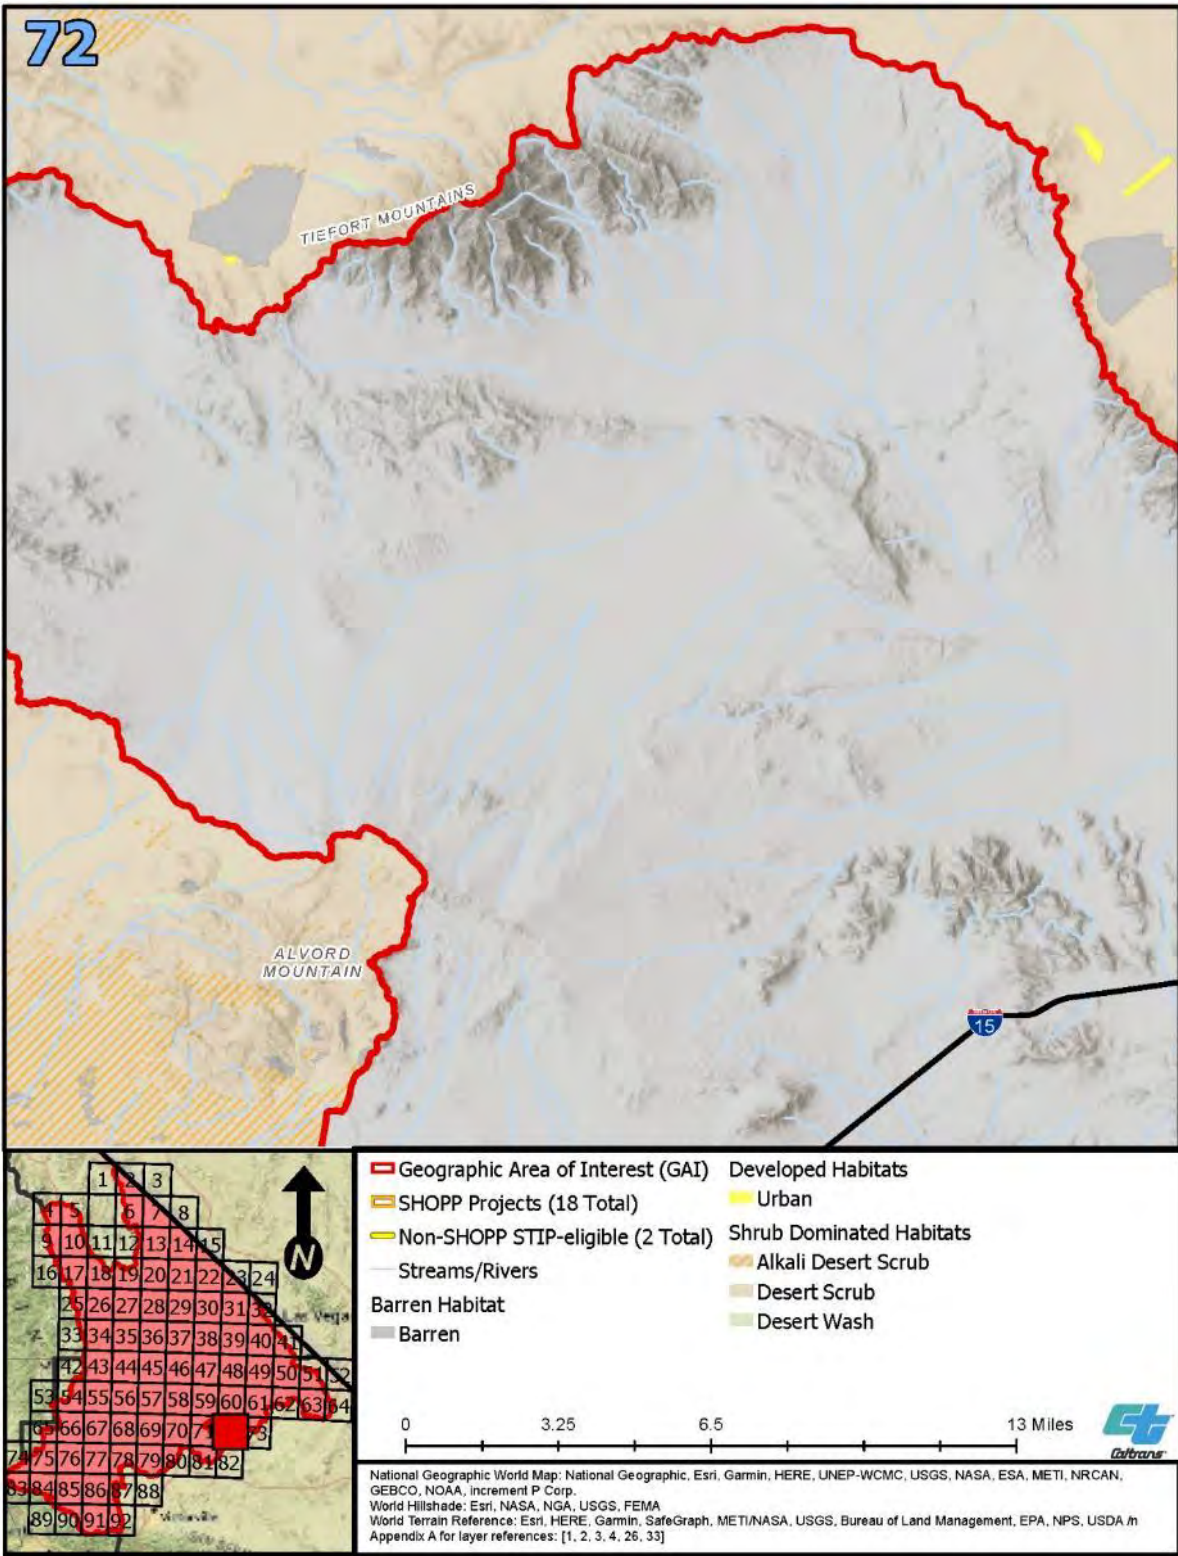 72
TIEFORT MOUNTAINS
ALVORD
MOUNTAIN
15
1 2 3
4 5 6 7 8
9 10 11 12 13 14 15
16 17 18 19 20 21 22 23 24
25 26 27 28 29 30 31 32
Las Vega
33 34 35 36 37 38 39 40 41
42 43 44 45 46 47 48 49 50 51 52
53 54 55 56 57 58 59 60 61 62 63 64
65 66 67 68 69 70 71 73
74 75 76 77 78 79 80 81 82
83 84 85 86 87 88
89 90 91 92
N
Geographic Area of Interest (GAI)
SHOPP Projects (18 Total)
Non-SHOPP STIP-eligible (2 Total)
Streams/Rivers
Barren Habitat
Barren
Developed Habitats
Urban
Shrub Dominated Habitats
Alkali Desert Scrub
Desert Scrub
Desert Wash
0 3.25 6.5 13 Miles
ct
Caltrans
National Geographic World Map: National Geographic, Esri, Garmin, HERE, UNEP-WCMC, USGS, NASA, ESA, METI, NRCAN,
GEBCO, NOAA, increment P Corp.
World Hillshade: Esri, NASA, NGA, USGS, FEMA
World Terrain Reference: Esri, HERE, Garmin, SafeGraph, METI/NASA, USGS, Bureau of Land Management, EPA, NPS, USDA /n
Appendix A for layer references: [1, 2, 3, 4, 26, 33]